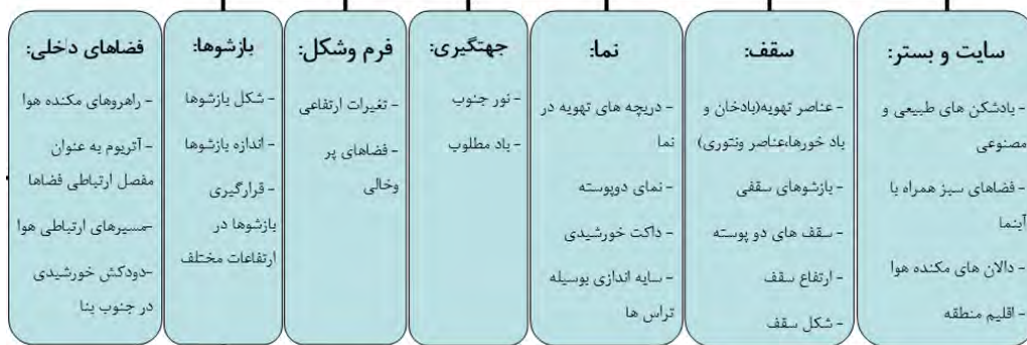 سایت و بستر:
- بادشکن های طبیعی و
مصنوعی
- فضاهای سبز همراه با
آبنما
- دالان های مکنده هوا
- اقلیم منطقه
سقف:
- عناصر تهویه(بادخان و
باد خورها،عناصر ونتوری)
- بازشوهای سقفی
- سقف های دو پوسته
- ارتفاع سقف
- شکل سقف
نما:
- دریچه های تهویه در
نما
- نمای دوپوسته
- داکت خورشیدی
- سایه اندازی بوسیله
تراس ها
جهتگیری:
- نور جنوب
- باد مطلوب
فرم وشکل:
- تغیرات ارتفاعی
- فضاهای پر
وخالی
بازشوها:
- شکل بازشوها
- اندازه بازشوها
- قرارگیری
بازشوها در
ارتفاعات مختلف
فضاهای داخلی:
- راهروهای مکنده هوا
- آتریوم به عنوان
مفصل ارتباطی فضاها
-مسیرهای ارتباطی هوا
-دودکش خورشیدی
در جنوب بنا